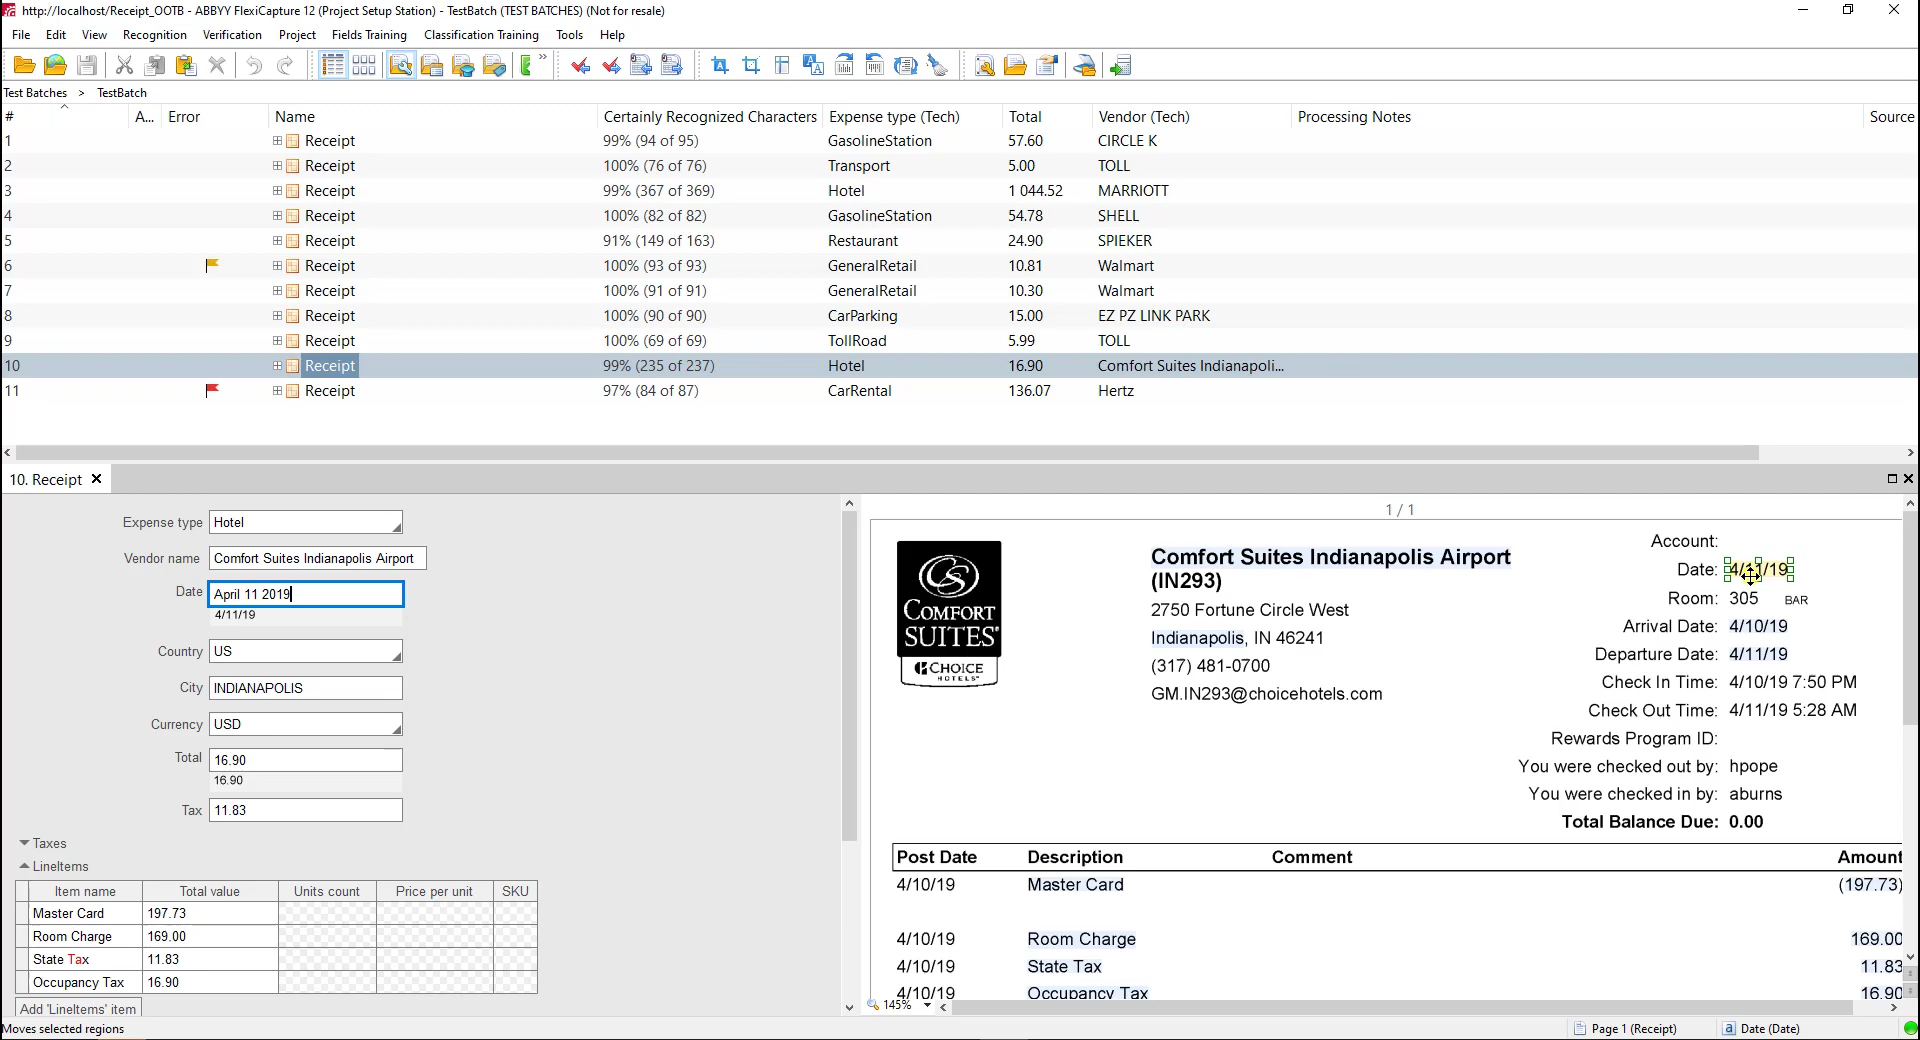 http://localhost/Receipt_OOTB - ABBYY FlexiCapture 12 (Project Setup Station) - TestBatch (TEST BATCHES) (Not for resale)
File Edit View Recognition Verification Project Fields Training Classification Training Tools Help
Test Batches > TestBatch
# A... Error Name Certainly Recognized Characters Expense type (Tech) Total Vendor (Tech) Processing Notes Source
1 Receipt 99% (94 of 95) GasolineStation 57.60 CIRCLE K
2 Receipt 100% (76 of 76) Transport 5.00 TOLL
3 Receipt 99% (367 of 369) Hotel 1 044.52 MARRIOTT
4 Receipt 100% (82 of 82) GasolineStation 54.78 SHELL
5 Receipt 91% (149 of 163) Restaurant 24.90 SPIEKER
6 Receipt 100% (93 of 93) GeneralRetail 10.81 Walmart
7 Receipt 100% (91 of 91) GeneralRetail 10.30 Walmart
8 Receipt 100% (90 of 90) CarParking 15.00 EZ PZ LINK PARK
9 Receipt 100% (69 of 69) TollRoad 5.99 TOLL
10 Receipt 99% (235 of 237) Hotel 16.90 Comfort Suites Indianapoli...
11 Receipt 97% (84 of 87) CarRental 136.07 Hertz
10. Receipt
Expense type Hotel
Vendor name Comfort Suites Indianapolis Airport
Date April 11 2019
4/11/19
Country US
City INDIANAPOLIS
Currency USD
Total 16.90
16.90
Tax 11.83
Taxes
LineItems
Item name Total value Units count Price per unit SKU
Master Card 197.73
Room Charge 169.00
State Tax 11.83
Occupancy Tax 16.90
Add 'LineItems' item
1 / 1
COMFORT
SUITES
CHOICE
HOTELS
Comfort Suites Indianapolis Airport
(IN293)
2750 Fortune Circle West
Indianapolis, IN 46241
(317) 481-0700
GM.IN293@choicehotels.com
Account:
Date: 4/11/19
Room: 305 BAR
Arrival Date: 4/10/19
Departure Date: 4/11/19
Check In Time: 4/10/19 7:50 PM
Check Out Time: 4/11/19 5:28 AM
Rewards Program ID:
You were checked out by: hpope
You were checked in by: aburns
Total Balance Due: 0.00
Post Date Description Comment Amount
4/10/19 Master Card (197.73)
4/10/19 Room Charge 169.00
4/10/19 State Tax 11.83
4/10/19 Occupancy Tax 16.90
145%
Moves selected regions Page 1 (Receipt) a Date (Date)